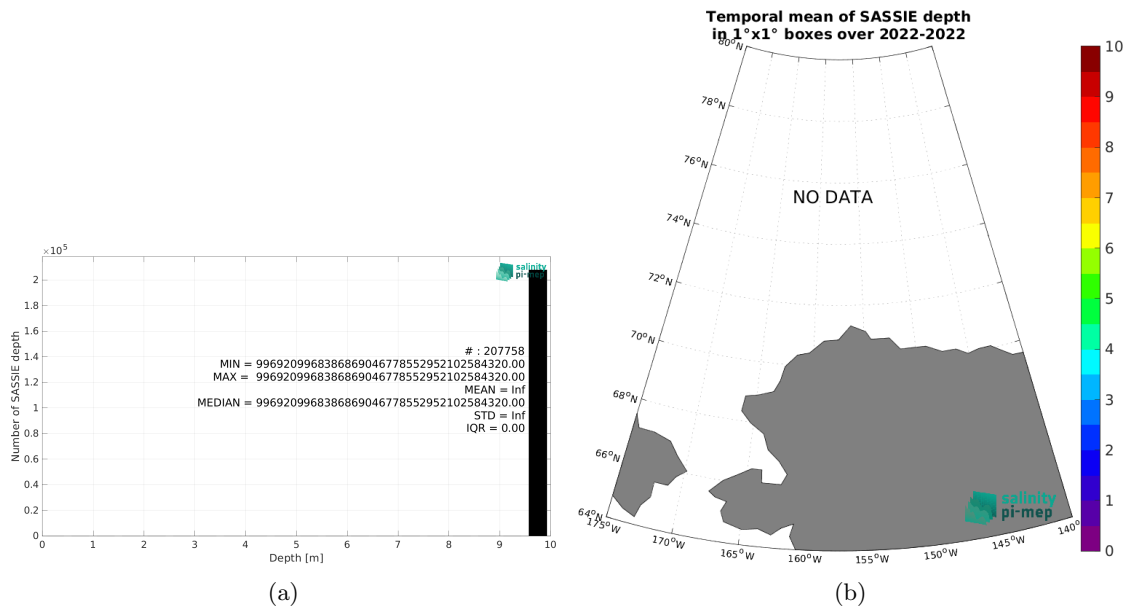 Temporal mean of SASSIE depth
in 1°x1° boxes over 2022-2022
×10^5
2
1.8
1.6
1.4
1.2
1
0.8
0.6
0.4
0.2
0
Number of SASSIE depth
salinity
pi-mep
# : 207758
MIN = 9969209968386869046778552952102584320.00
MAX = 9969209968386869046778552952102584320.00
MEAN = Inf
MEDIAN = 9969209968386869046778552952102584320.00
STD = Inf
IQR = 0.00
0 1 2 3 4 5 6 7 8 9 10
Depth [m]
(a)
80°N
78°N
76°N
74°N
72°N
70°N
68°N
66°N
64°N
NO DATA
175°W
170°W
165°W
160°W
155°W
150°W
145°W
140°
salinity
pi-mep
10
9
8
7
6
5
4
3
2
1
0
(b)